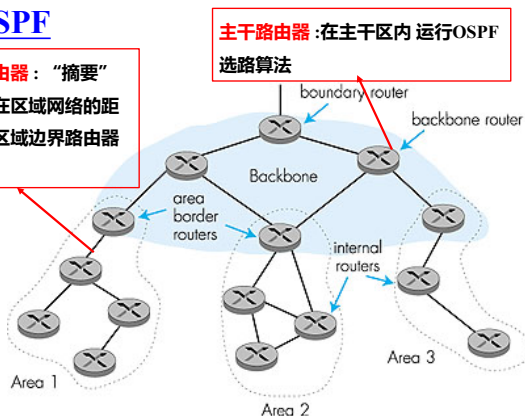 SPF
由器：“摘要”
在区域网络的距
区域边界路由器
主干路由器 :在主干区内 运行OSPF
选路算法
boundary router
backbone router
Backbone
area
border
routers
internal
routers
Area 1
Area 2
Area 3